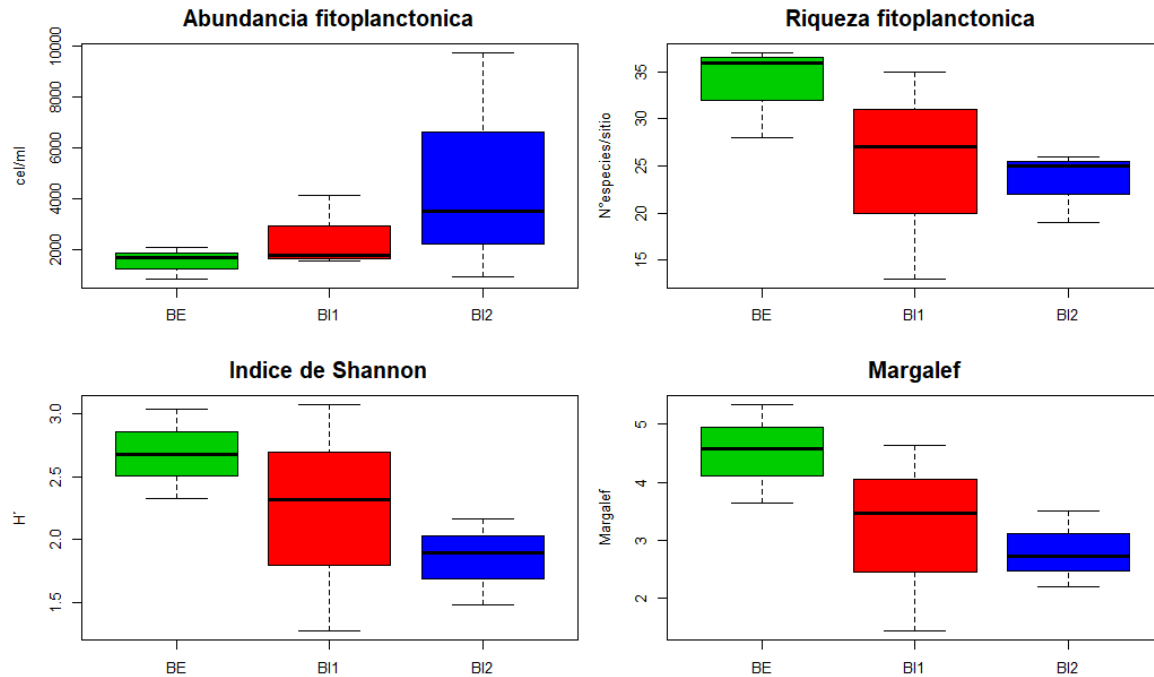 Abundancia fitoplanctonica
cel/ml
10000
8000
6000
4000
2000
BE
BI1
BI2
Riqueza fitoplanctonica
N°especies/sitio
35
30
25
20
15
BE
BI1
BI2
Indice de Shannon
H'
3.0
2.5
2.0
1.5
BE
BI1
BI2
Margalef
Margalef
5
4
3
2
BE
BI1
BI2